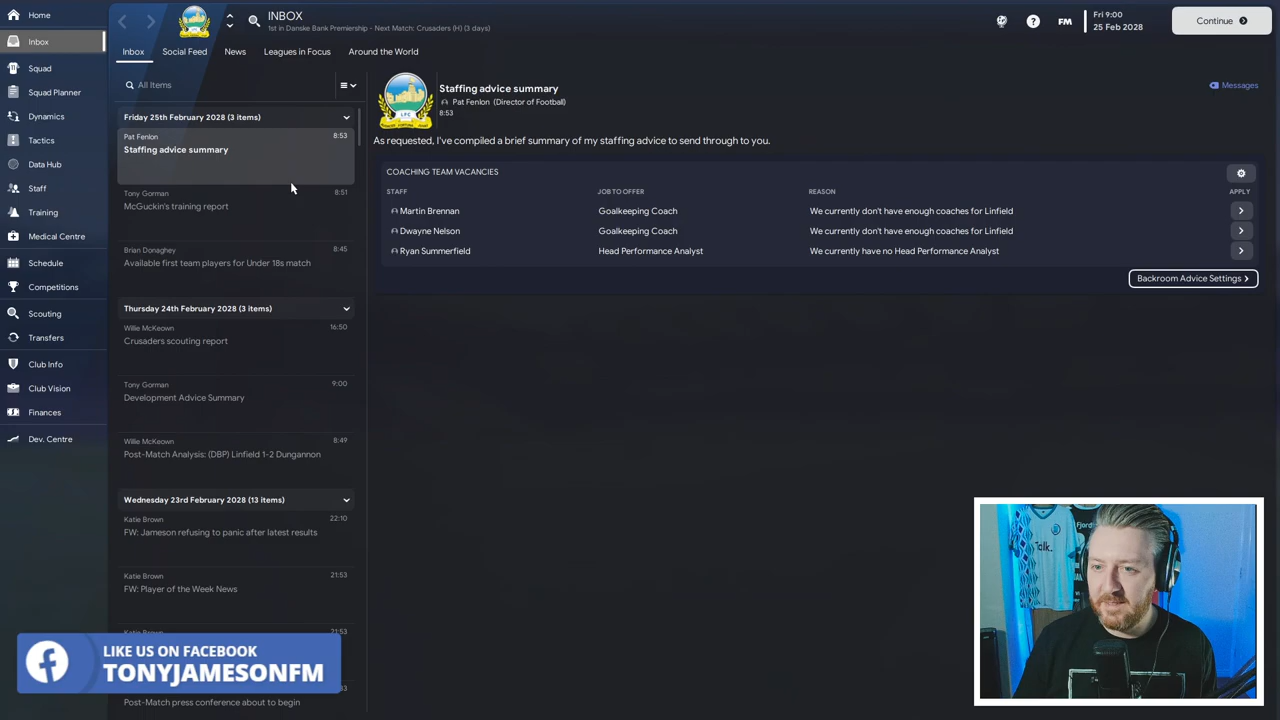 Home
Inbox
Squad
Squad Planner
Dynamics
Tactics
Data Hub
Staff
Training
Medical Centre
Schedule
Competitions
Scouting
Transfers
Club Info
Club Vision
Finances
Dev. Centre
INBOX
1st in Danske Bank Premiership - Next Match: Crusaders (H) (3 days)
FM
Fri 9:00
25 Feb 2028
Continue
Inbox
Social Feed
News
Leagues in Focus
Around the World
All Items
Friday 25th February 2028 (3 items)
Pat Fenlon 8:53
Staffing advice summary
Tony Gorman 8:51
McGuckin's training report
Brian Donaghey 8:45
Available first team players for Under 18s match
Thursday 24th February 2028 (3 items)
Willie McKeown 16:50
Crusaders scouting report
Tony Gorman 9:00
Development Advice Summary
Willie McKeown 8:49
Post-Match Analysis: (DBP) Linfield 1-2 Dungannon
Wednesday 23rd February 2028 (13 items)
Katie Brown 22:10
FW: Jameson refusing to panic after latest results
Katie Brown 21:53
FW: Player of the Week News
21:53
Post-Match press conference about to begin
LFC
Staffing advice summary
Pat Fenlon (Director of Football)
8:53
Messages
As requested, I've compiled a brief summary of my staffing advice to send through to you.
COACHING TEAM VACANCIES
STAFF JOB TO OFFER REASON APPLY
Martin Brennan Goalkeeping Coach We currently don't have enough coaches for Linfield
Dwayne Nelson Goalkeeping Coach We currently don't have enough coaches for Linfield
Ryan Summerfield Head Performance Analyst We currently have no Head Performance Analyst
Backroom Advice Settings
LIKE US ON FACEBOOK
TONYJAMESONFM
Talk.
Fjord